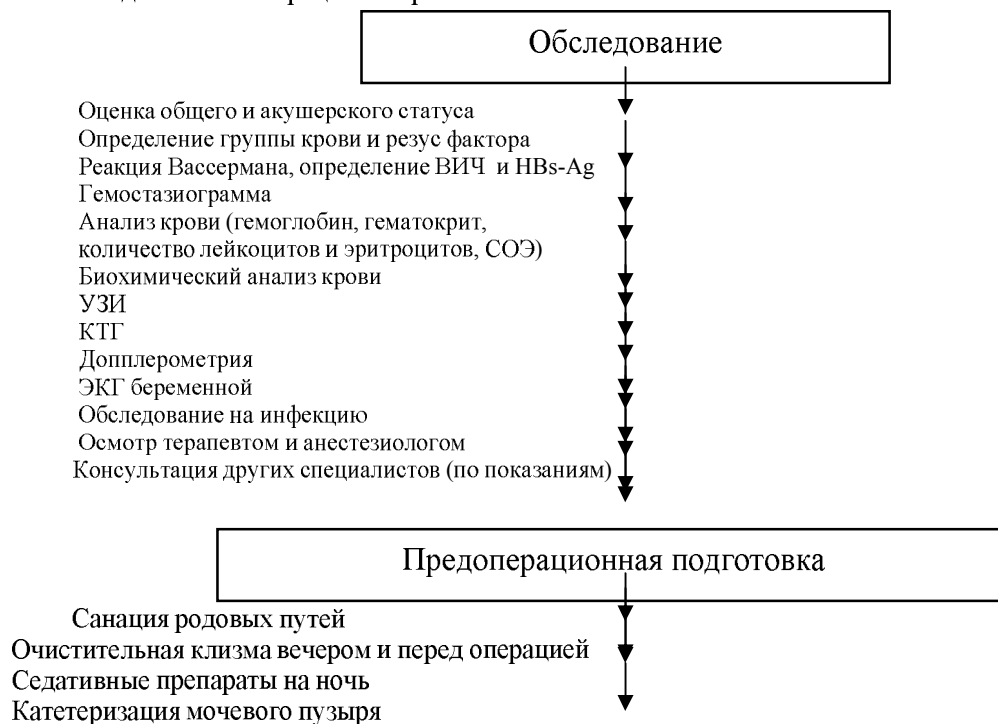 Обследование
Оценка общего и акушерского статуса
Определение группы крови и резус фактора
Реакция Вассермана, определение ВИЧ и HBs-Ag
Гемостазиограмма
Анализ крови (гемоглобин, гематокрит,
количество лейкоцитов и эритроцитов, СОЭ)
Биохимический анализ крови
УЗИ
КТГ
Допплерометрия
ЭКГ беременной
Обследование на инфекцию
Осмотр терапевтом и анестезиологом
Консультация других специалистов (по показаниям)
Предоперационная подготовка
Санация родовых путей
Очистительная клизма вечером и перед операцией
Седативные препараты на ночь
Катетеризация мочевого пузыря